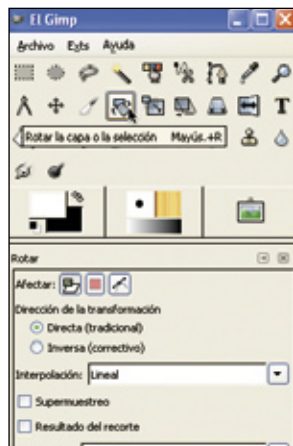 El Gimp
Archivo Exts Ayuda
T
Rotar la capa o la selección Mayús.+R
Rotar
Afectar:
Dirección de la transformación
Directa (tradicional)
Inversa (correctivo)
Interpolación: Lineal
Supermuestreo
Resultado del recorte